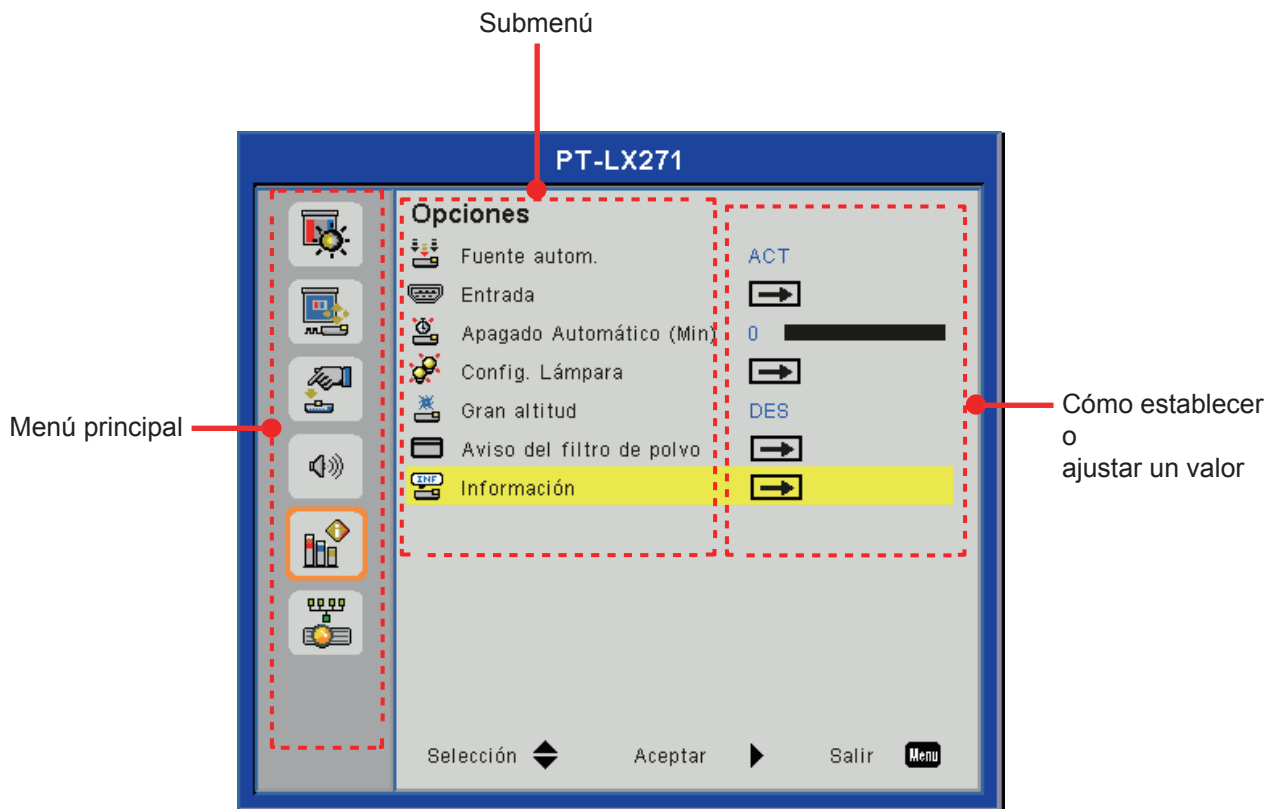 Submenú
PT-LX271
Opciones
Fuente autom. ACT
Entrada
Apagado Automático (Min) 0
Config. Lámpara
Gran altitud DES
Aviso del filtro de polvo
INF Información
Menú principal
Cómo establecer
o
ajustar un valor
Selección Aceptar Salir Menu